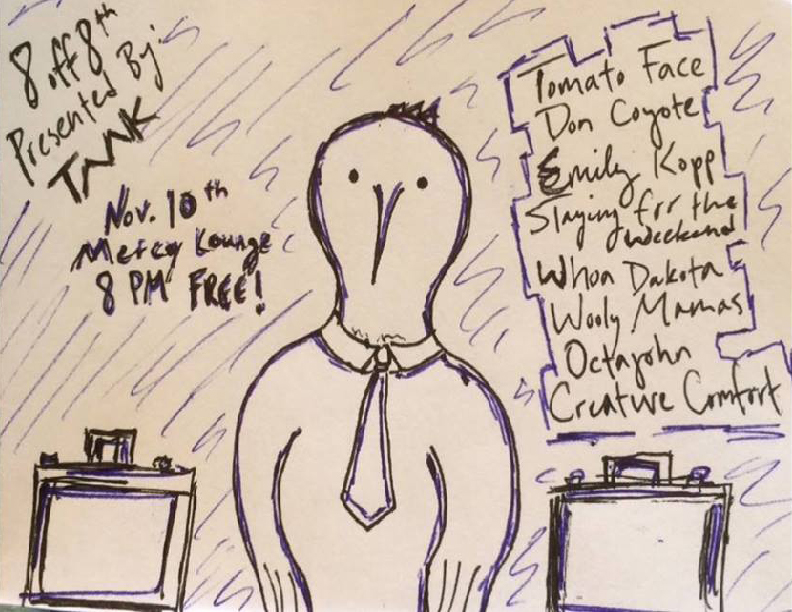 8 off 8th
Presented By:
TANK
Nov. 10th
Mercy Lounge
8 PM FREE!
Tomato Face
Don Coyote
Emily Kopp
Slaying for the
weekend
Whoa Dakota
Wooly Mamas
Octajohn
Creature Comfort